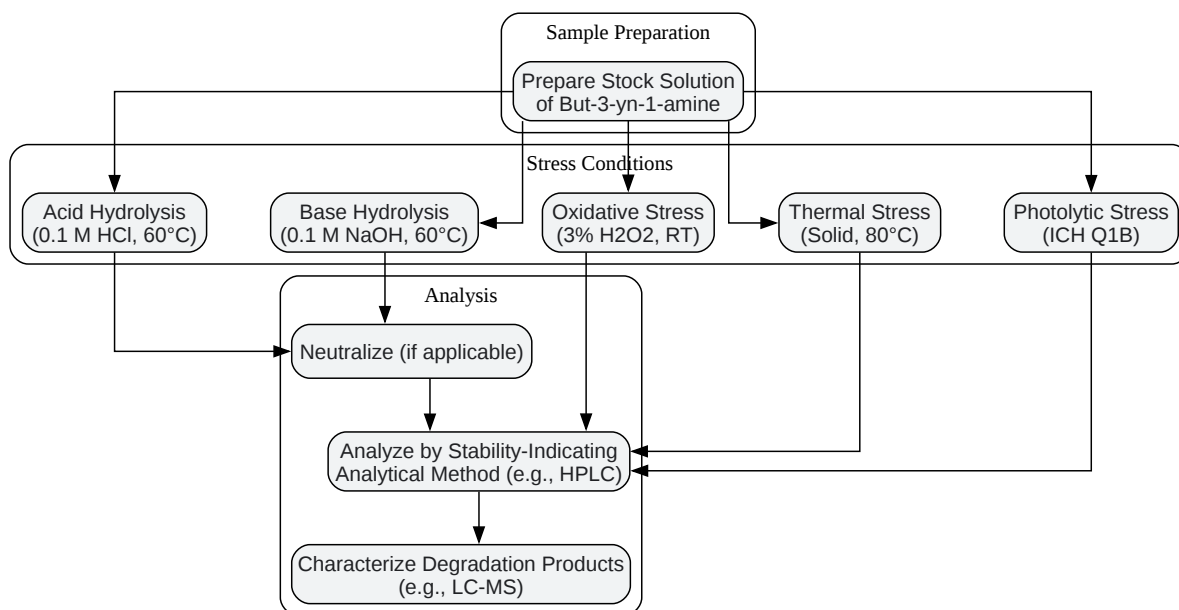 Sample Preparation
Prepare Stock Solution
of But-3-yn-1-amine
Stress Conditions
Acid Hydrolysis
(0.1 M HCl, 60°C)
Base Hydrolysis
(0.1 M NaOH, 60°C)
Oxidative Stress
(3% H2O2, RT)
Thermal Stress
(Solid, 80°C)
Photolytic Stress
(ICH Q1B)
Analysis
Neutralize (if applicable)
Analyze by Stability-Indicating
Analytical Method (e.g., HPLC)
Characterize Degradation Products
(e.g., LC-MS)